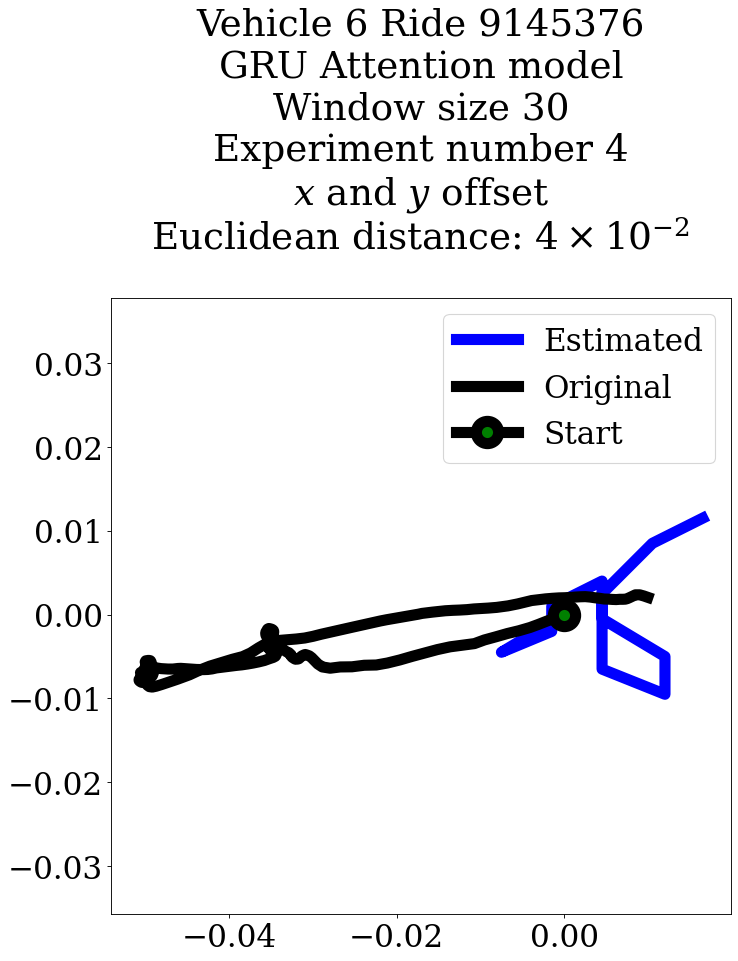 Vehicle 6 Ride 9145376
GRU Attention model
Window size 30
Experiment number 4
x and y offset
Euclidean distance: 4 × 10⁻²
Estimated
Original
Start
0.03
0.02
0.01
0.00
−0.01
−0.02
−0.03
−0.04 −0.02 0.00